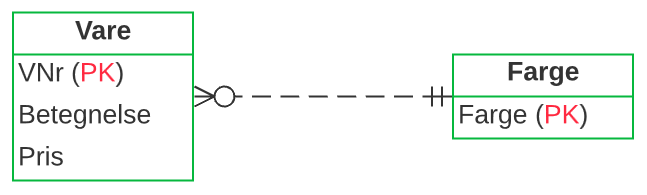 Vare
VNr (PK)
Betegnelse
Pris
Farge
Farge (PK)